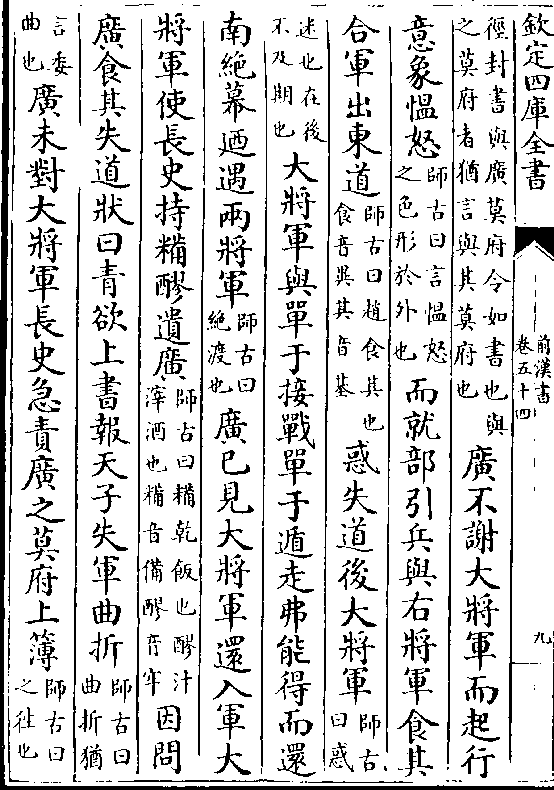 欽定四庫全書
前漢書
卷五十四
九
徑封書與廣莫府令如書也與
之莫府者猶言與其莫府也
廣不謝大將軍而起行
意象愠怒
師古曰言愠怒
之色形於外也
而就部引兵與右將軍食其
合軍出東道
師古曰趙食其也
食音異其音基
惑失道後大將軍
師古
曰惑
迷也在後
不及期也
大將軍與單于接戰單于遁走弗能得而還
南絶幕廼遇兩將軍
師古曰
絶渡也
廣已見大將軍還入軍大
將軍使長史持糒醪遺廣
師古曰糒乾飯也醪汁
滓酒也糒音備醪音牢
因問
廣食其失道狀曰青欲上書報天子失軍曲折
師古曰
曲折猶
言委
曲也
廣未對大將軍長史急責廣之莫府上簿
師古曰
之往也